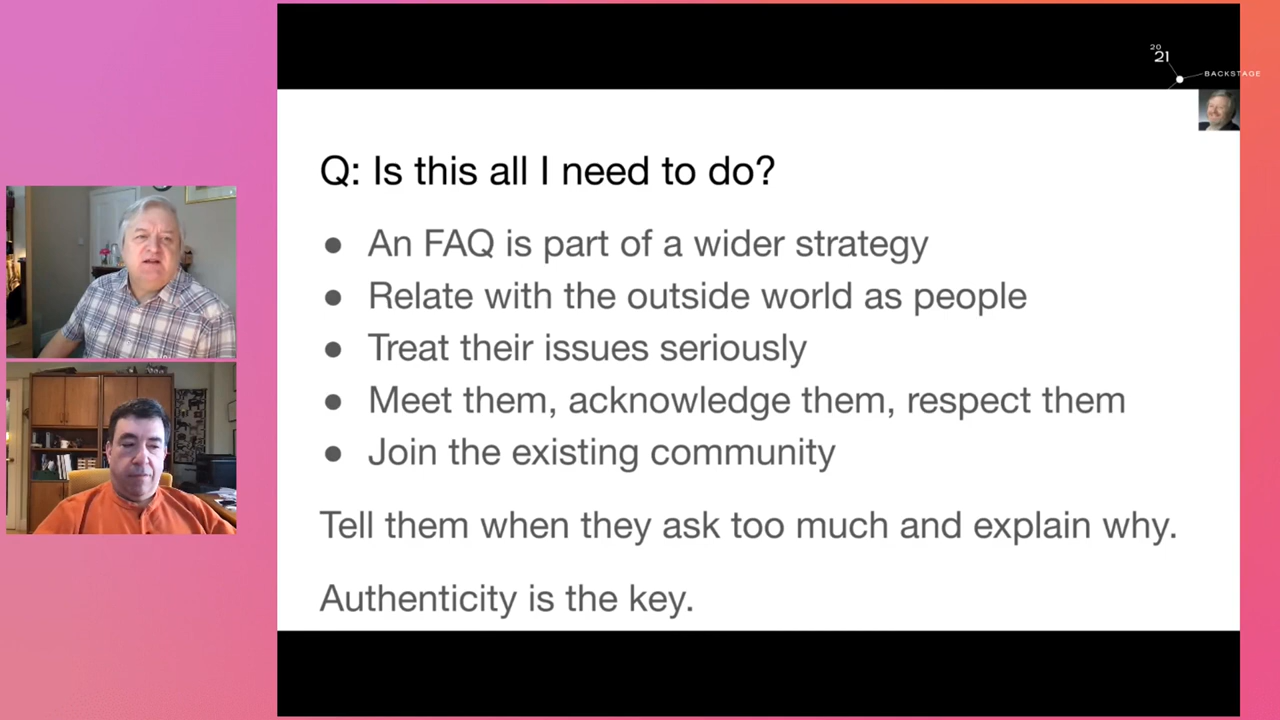 20
21
BACKSTAGE
Q: Is this all I need to do?
● An FAQ is part of a wider strategy
● Relate with the outside world as people
● Treat their issues seriously
● Meet them, acknowledge them, respect them
● Join the existing community
Tell them when they ask too much and explain why.
Authenticity is the key.